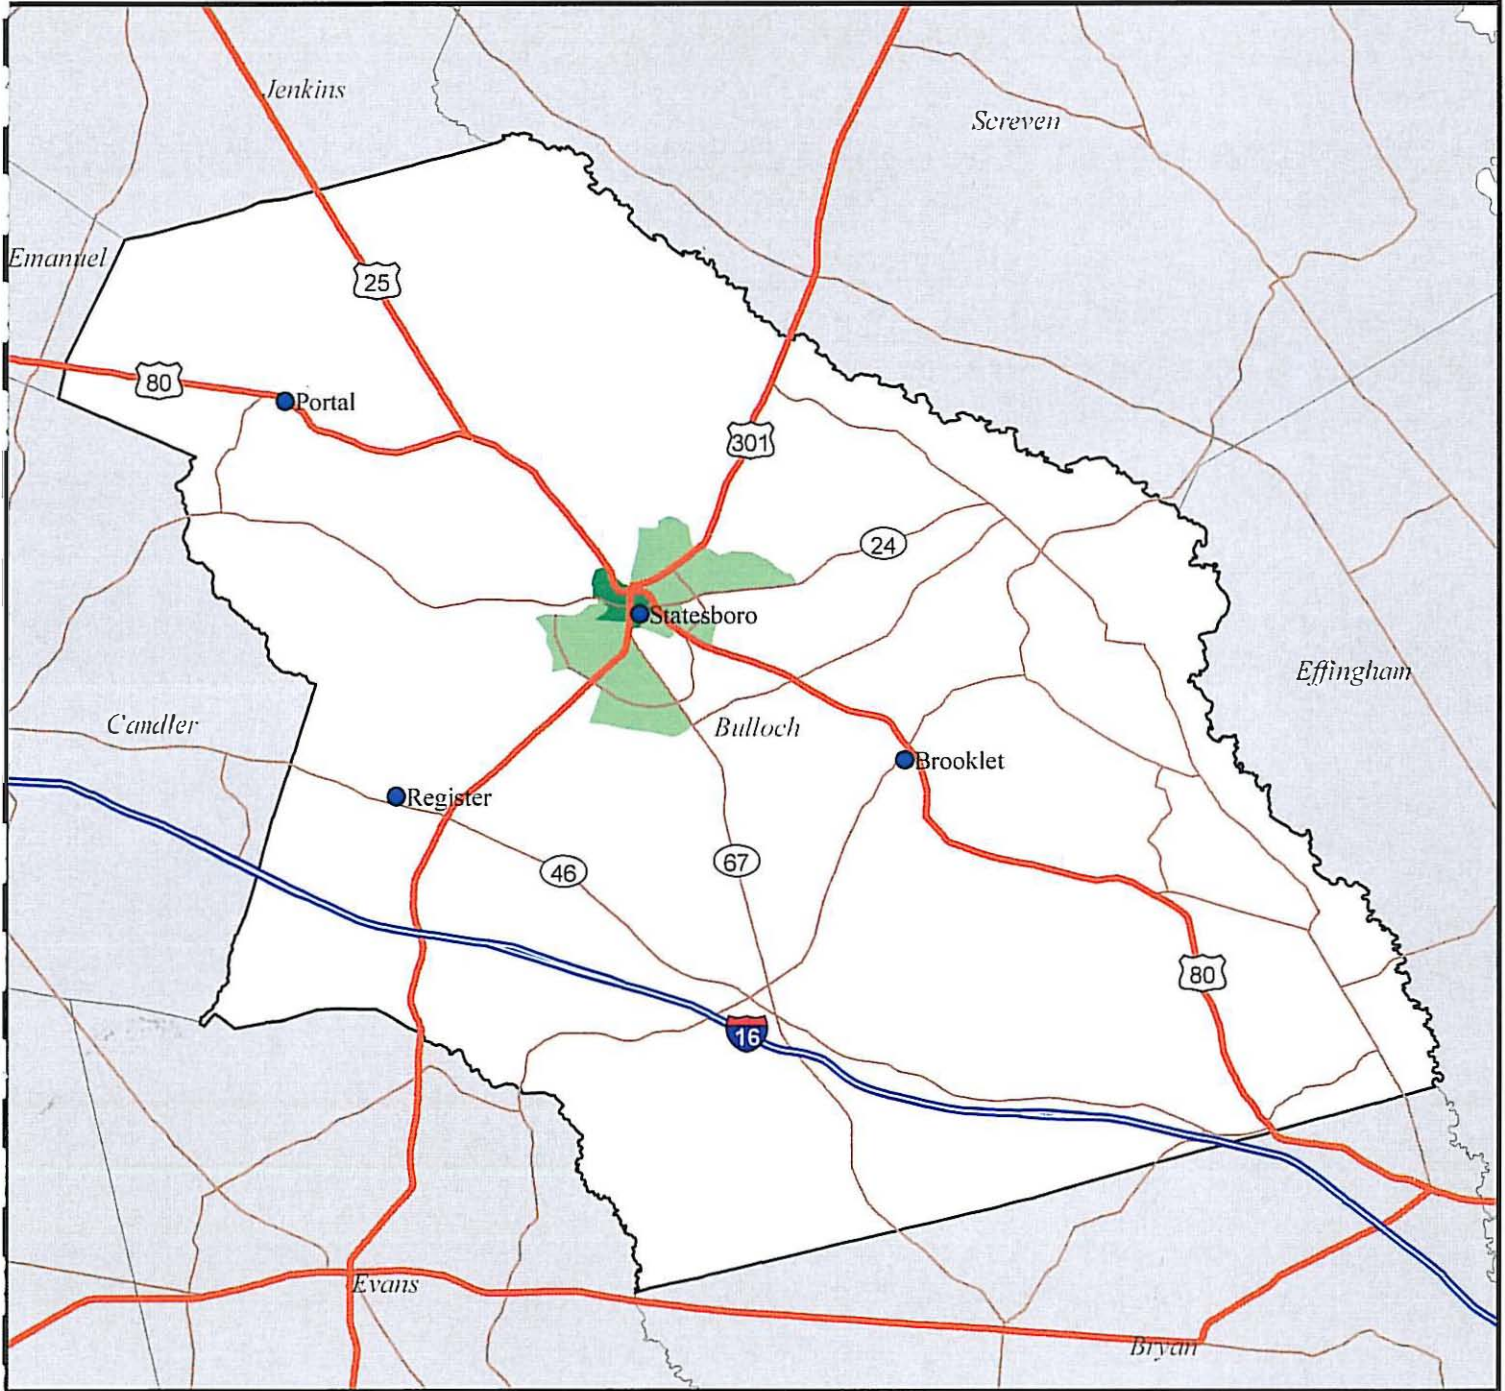 Jenkins
Screven
Emanuel
25
80
Portal
301
24
Statesboro
Effingham
Candler
Bulloch
Brooklet
Register
46
67
80
16
Evans
Bryan